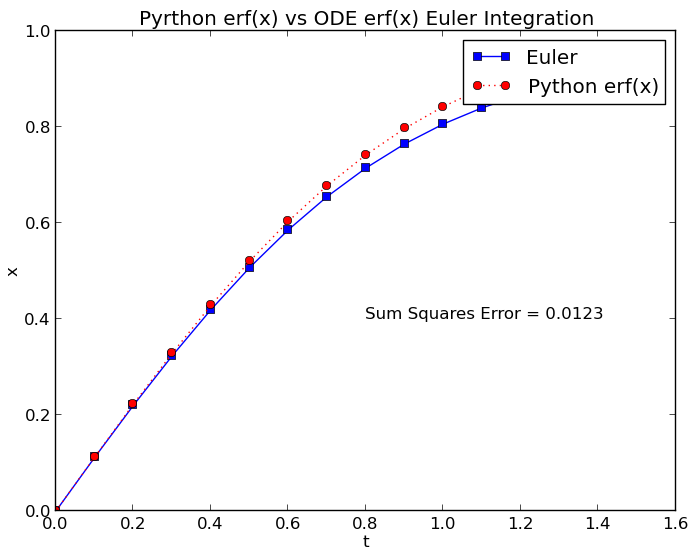 Pyrthon erf(x) vs ODE erf(x) Euler Integration
1.0
Euler
Python erf(x)
0.8
0.6
x
Sum Squares Error = 0.0123
0.4
0.2
0.0
0.0 0.2 0.4 0.6 0.8 1.0 1.2 1.4 1.6
t